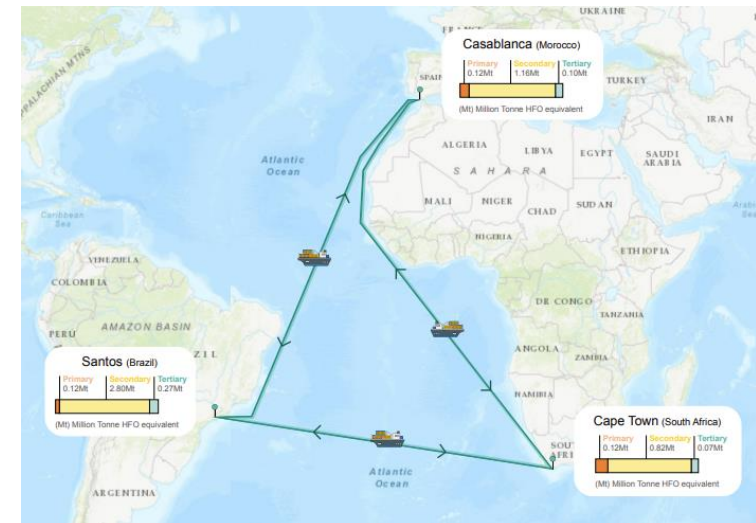 UKRAINE
FRANCE
Casablanca (Morocco)
Primary Secondary Tertiary
0.12Mt 1.16Mt 0.10Mt
(Mt) Million Tonne HFO equivalent
SPAIN
TURKEY
IRAN
APPALACHIAN MTNS
Atlantic
Ocean
ALGERIA
LIBYA
EGYPT
SAUDI
ARABIA
SAHARA
MALI
NIGER
CHAD
SUDAN
Caribbean
Sea
NIGERIA
ETHIOPIA
VENEZUELA
COLOMBIA
DR CONGO
TANZANIA
PERU
AMAZON BASIN
ZIL
ANGOLA
ZAMBIA
Santos (Brazil)
Primary Secondary Tertiary
0.12Mt 2.80Mt 0.27Mt
(Mt) Million Tonne HFO equivalent
NAMIBIA
Cape Town (South Africa)
Primary Secondary Tertiary
0.12Mt 0.82Mt 0.07Mt
(Mt) Million Tonne HFO equivalent
SOU
AFRI
Atlantic
Ocean
ARGENTINA